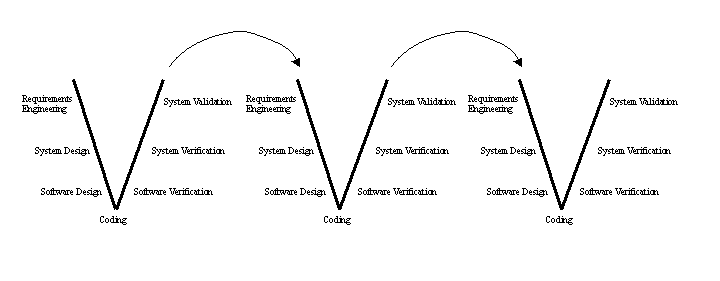 Requirements
Engineering
System Validation
System Design
System Verification
Software Design
Software Verification
Coding
Requirements
Engineering
System Validation
System Design
System Verification
Software Design
Software Verification
Coding
Requirements
Engineering
System Validation
System Design
System Verification
Software Design
Software Verification
Coding